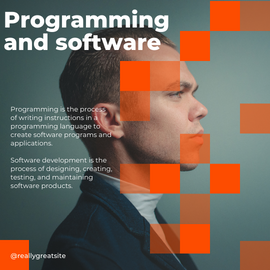 Programming
and software
Programming is the process
of writing instructions in a
programming language to
create software programs and
applications.
Software development is the
process of designing, creating,
testing, and maintaining
software products.
@reallygreatsite